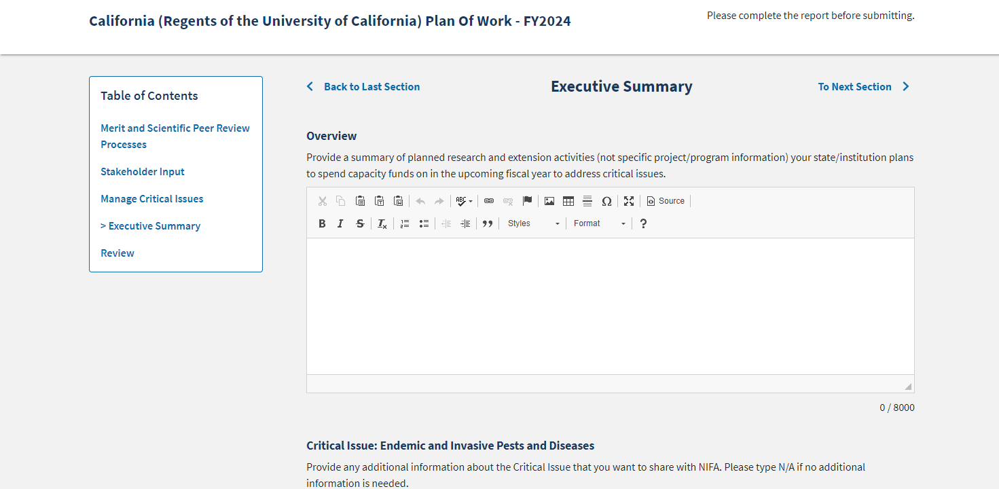 California (Regents of the University of California) Plan Of Work - FY2024
Please complete the report before submitting.
Table of Contents
Merit and Scientific Peer Review
Processes
Stakeholder Input
Manage Critical Issues
> Executive Summary
Review
Back to Last Section
Executive Summary
To Next Section
Overview
Provide a summary of planned research and extension activities (not specific project/program information) your state/institution plans
to spend capacity funds on in the upcoming fiscal year to address critical issues.
ABC
Source
B I S Tx
Styles
Format
?
0 / 8000
Critical Issue: Endemic and Invasive Pests and Diseases
Provide any additional information about the Critical Issue that you want to share with NIFA. Please type N/A if no additional
information is needed.